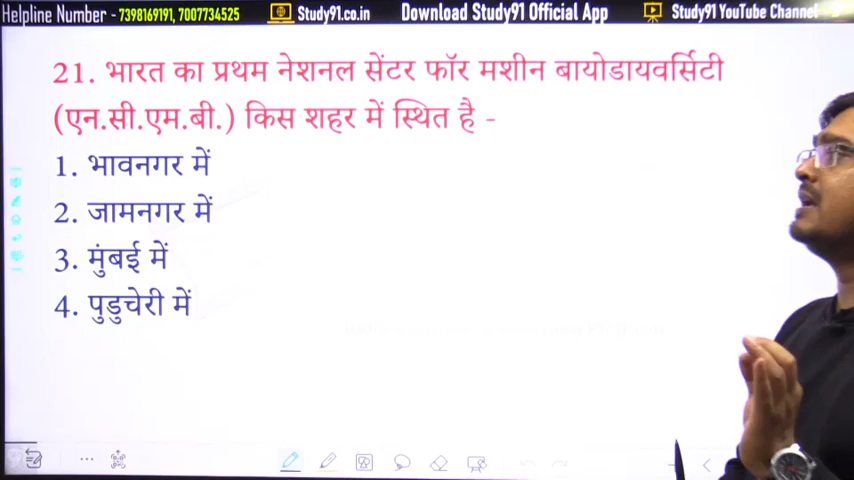 Helpline Number - 7398169191, 7007734525 Study91.co.in Download Study91 Official App Study91 YouTube Channel
21. भारत का प्रथम नेशनल सेंटर फॉर मशीन बायोडायवर्सिटी
(एन.सी.एम.बी.) किस शहर में स्थित है -
1. भावनगर में
2. जामनगर में
3. मुंबई में
4. पुडुचेरी में